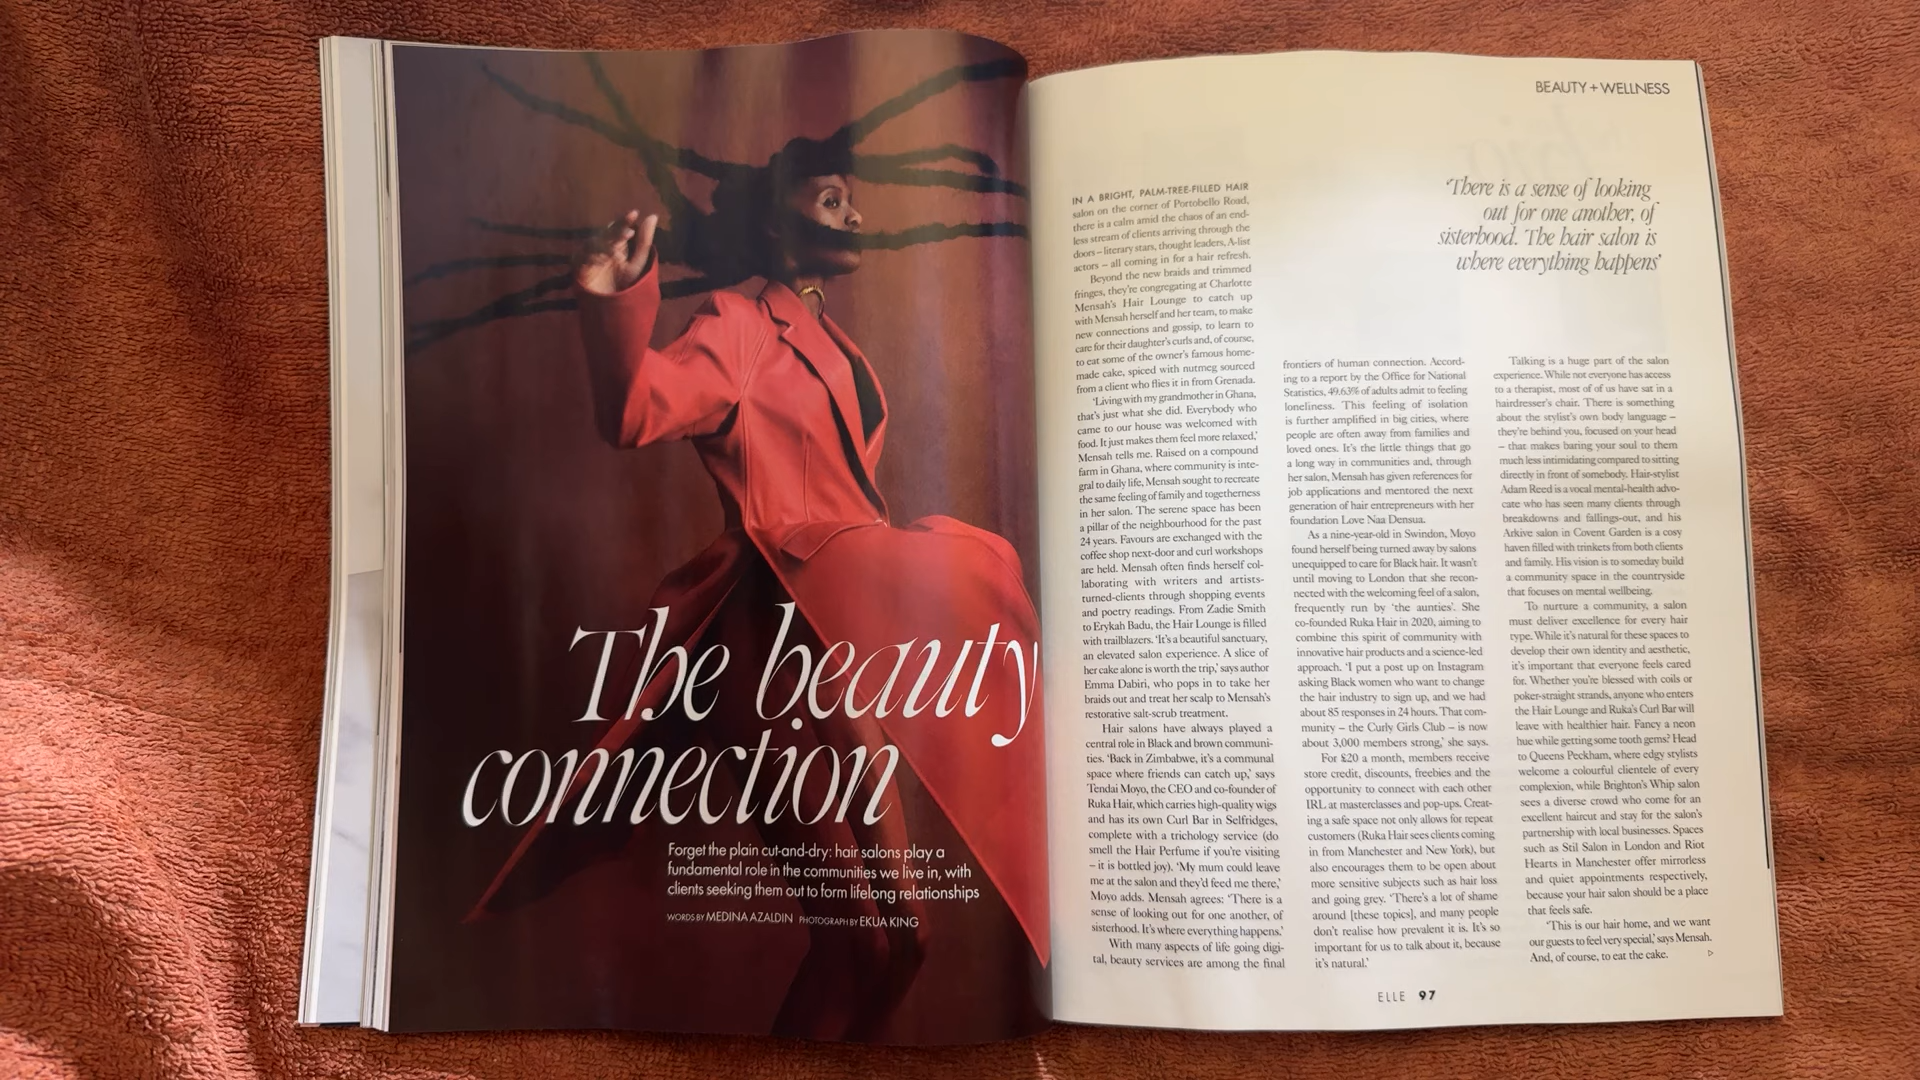 The beauty
connection
Forget the plain cut-and-dry: hair salons play a
fundamental role in the communities we live in, with
clients seeking them out to form lifelong relationships
WORDS BY MEDINA AZALDIN PHOTOGRAPH BY EKUA KING
BEAUTY + WELLNESS
'There is a sense of looking
out for one another, of
sisterhood. The hair salon is
where everything happens'
IN A BRIGHT, PALM-TREE-FILLED HAIR
salon on the corner of Portobello Road,
there is a calm amid the chaos of an end-
less stream of clients arriving through the
doors – literary stars, thought leaders, A-list
actors – all coming in for a hair refresh.
Beyond the new braids and trimmed
fringes, they're congregating at Charlotte
Mensah's Hair Lounge to catch up
with Mensah herself and her team, to make
new connections and gossip, to learn to
care for their daughter's curls and, of course,
to eat some of the owner's famous home-
made cake, spiced with nutmeg sourced
from a client who flies it in from Grenada.
'Living with my grandmother in Ghana,
that's just what she did. Everybody who
came to our house was welcomed with
food. It just makes them feel more relaxed,'
Mensah tells me. Raised on a compound
farm in Ghana, where community is inte-
gral to daily life, Mensah sought to recreate
the same feeling of family and togetherness
in her salon. The serene space has been
a pillar of the neighbourhood for the past
24 years. Favours are exchanged with the
coffee shop next-door and curl workshops
are held. Mensah often finds herself col-
laborating with writers and artists-
turned-clients through shopping events
and poetry readings. From Zadie Smith
to Erykah Badu, the Hair Lounge is filled
with trailblazers. 'It's a beautiful sanctuary,
an elevated salon experience. A slice of
her cake alone is worth the trip,' says author
Emma Dabiri, who pops in to take her
braids out and treat her scalp to Mensah's
restorative salt-scrub treatment.
Hair salons have always played a
central role in Black and brown communi-
ties. 'Back in Zimbabwe, it's a communal
space where friends can catch up,' says
Tendai Moyo, the CEO and co-founder of
Ruka Hair, which carries high-quality wigs
and has its own Curl Bar in Selfridges,
complete with a trichology service (do
smell the Hair Perfume if you're visiting
– it is bottled joy). 'My mum could leave
me at the salon and they'd feed me there,'
Moyo adds. Mensah agrees: 'There is a
sense of looking out for one another, of
sisterhood. It's where everything happens.'
With many aspects of life going digi-
tal, beauty services are among the final
frontiers of human connection. Accord-
ing to a report by the Office for National
Statistics, 49.63% of adults admit to feeling
loneliness. This feeling of isolation
is further amplified in big cities, where
people are often away from families and
loved ones. It's the little things that go
a long way in communities and, through
her salon, Mensah has given references for
job applications and mentored the next
generation of hair entrepreneurs with her
foundation Love Naa Densua.
As a nine-year-old in Swindon, Moyo
found herself being turned away by salons
unequipped to care for Black hair. It wasn't
until moving to London that she recon-
nected with the welcoming feel of a salon,
frequently run by 'the aunties'. She
co-founded Ruka Hair in 2020, aiming to
combine this spirit of community with
innovative hair products and a science-led
approach. 'I put a post up on Instagram
asking Black women who want to change
the hair industry to sign up, and we had
about 85 responses in 24 hours. That com-
munity – the Curly Girls Club – is now
about 3,000 members strong,' she says.
For £20 a month, members receive
store credit, discounts, freebies and the
opportunity to connect with each other
IRL at masterclasses and pop-ups. Creat-
ing a safe space not only allows for repeat
customers (Ruka Hair sees clients coming
in from Manchester and New York), but
also encourages them to be open about
more sensitive subjects such as hair loss
and going grey. 'There's a lot of shame
around [these topics], and many people
don't realise how prevalent it is. It's so
important for us to talk about it, because
it's natural.'
Talking is a huge part of the salon
experience. While not everyone has access
to a therapist, most of of us have sat in a
hairdresser's chair. There is something
about the stylist's own body language –
they're behind you, focused on your head
– that makes baring your soul to them
much less intimidating compared to sitting
directly in front of somebody. Hair-stylist
Adam Reed is a vocal mental-health advo-
cate who has seen many clients through
breakdowns and fallings-out, and his
Arkive salon in Covent Garden is a cosy
haven filled with trinkets from both clients
and family. His vision is to someday build
a community space in the countryside
that focuses on mental wellbeing.
To nurture a community, a salon
must deliver excellence for every hair
type. While it's natural for these spaces to
develop their own identity and aesthetic,
it's important that everyone feels cared
for. Whether you're blessed with coils or
poker-straight strands, anyone who enters
the Hair Lounge and Ruka's Curl Bar will
leave with healthier hair. Fancy a neon
hue while getting some tooth gems? Head
to Queens Peckham, where edgy stylists
welcome a colourful clientele of every
complexion, while Brighton's Whip salon
sees a diverse crowd who come for an
excellent haircut and stay for the salon's
partnership with local businesses. Spaces
such as Stil Salon in London and Riot
Hearts in Manchester offer mirrorless
and quiet appointments respectively,
because your hair salon should be a place
that feels safe.
'This is our hair home, and we want
our guests to feel very special,' says Mensah.
And, of course, to eat the cake.
ELLE 97